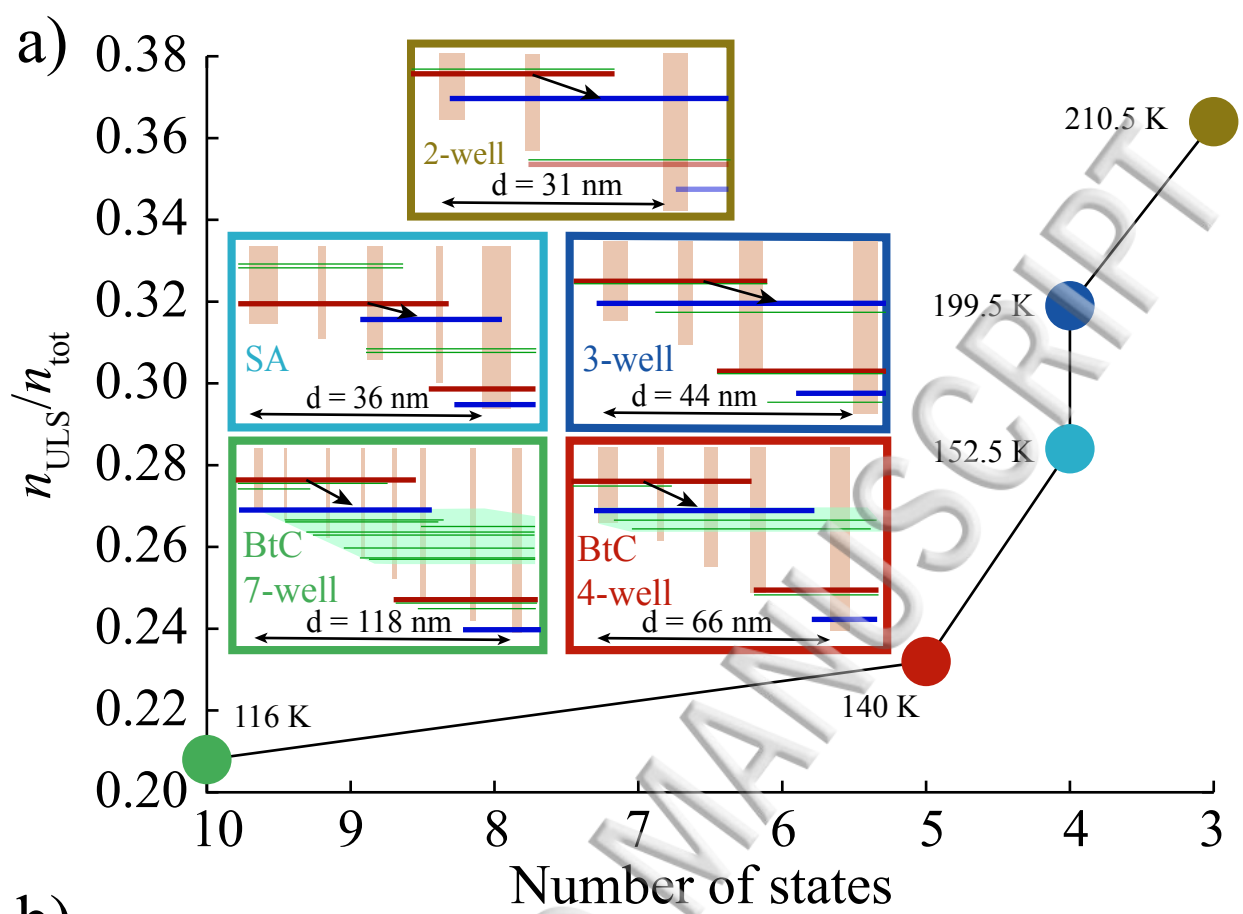 a)
0.38
0.36
0.34
0.32
0.30
0.28
0.26
0.24
0.22
0.20
nULS/ntot
2-well
d = 31 nm
210.5 K
SA
d = 36 nm
3-well
d = 44 nm
199.5 K
152.5 K
BtC
7-well
d = 118 nm
BtC
4-well
d = 66 nm
140 K
116 K
10 9 8 7 6 5 4 3
Number of states
MANUSCRIPT
b)